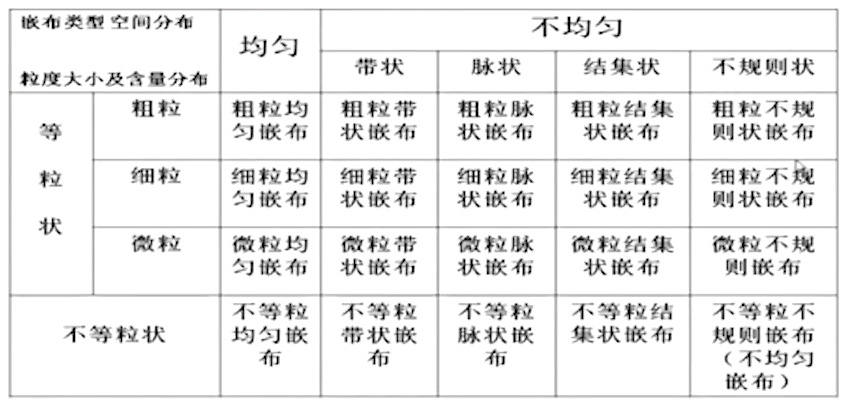 嵌布类型 空间分布
粒度大小及含量分布
均匀
不均匀
带状
脉状
结集状
不规则状
等
粒
状
粗粒
粗粒均
匀嵌布
粗粒带
状嵌布
粗粒脉
状嵌布
粗粒结集
状嵌布
粗粒不规
则状嵌布
细粒
细粒均
匀嵌布
细粒带
状嵌布
细粒脉
状嵌布
细粒结集
状嵌布
细粒不规
则状嵌布
微粒
微粒均
匀嵌布
微粒带
状嵌布
微粒脉
状嵌布
微粒结集
状嵌布
微粒不规
则嵌布
不等粒状
不等粒
均匀嵌
布
不等粒
带状嵌
布
不等粒
脉状嵌
布
不等粒结
集状嵌布
不等粒不
规则嵌布
（不均匀
嵌布）